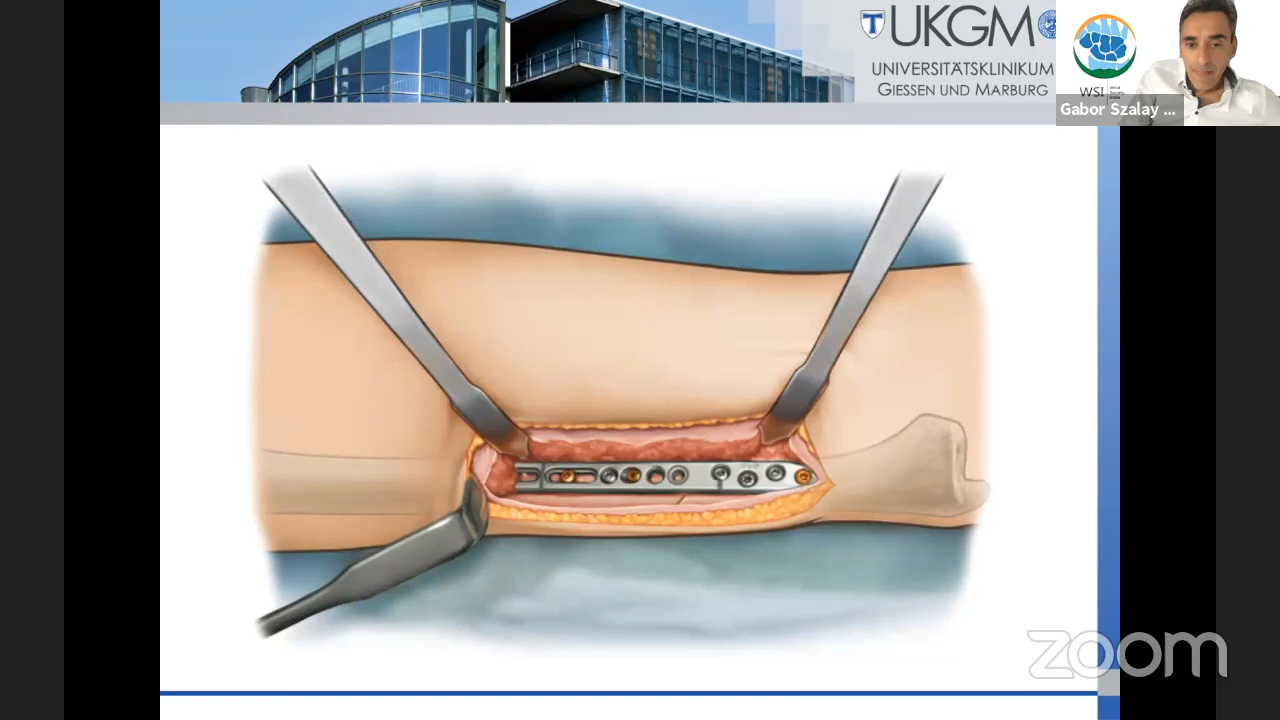 UKGM
UNIVERSITÄTSKLINIKUM
GIESSEN UND MARBURG
WSI
Gabor Szalay ...
zoom